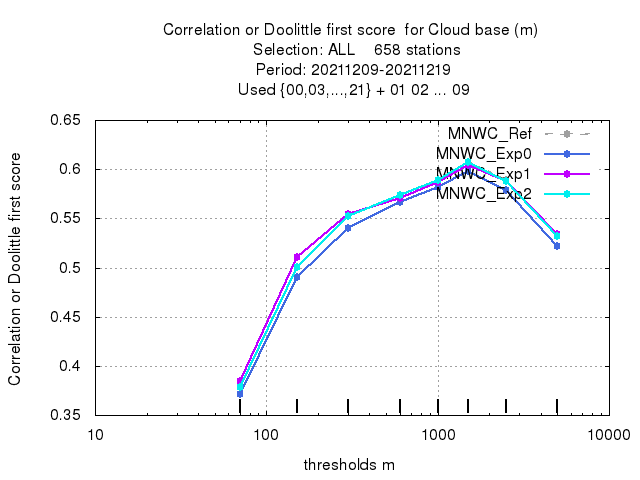 Correlation or Doolittle first score  for Cloud base (m)
Selection: ALL    658 stations
Period: 20211209-20211219
Used {00,03,...,21} + 01 02 ... 09
Correlation or Doolittle first score
0.65
0.6
0.55
0.5
0.45
0.4
0.35
MNWC_Ref
MNWC_Exp0
MNWC_Exp1
MNWC_Exp2
10
100
1000
10000
thresholds m